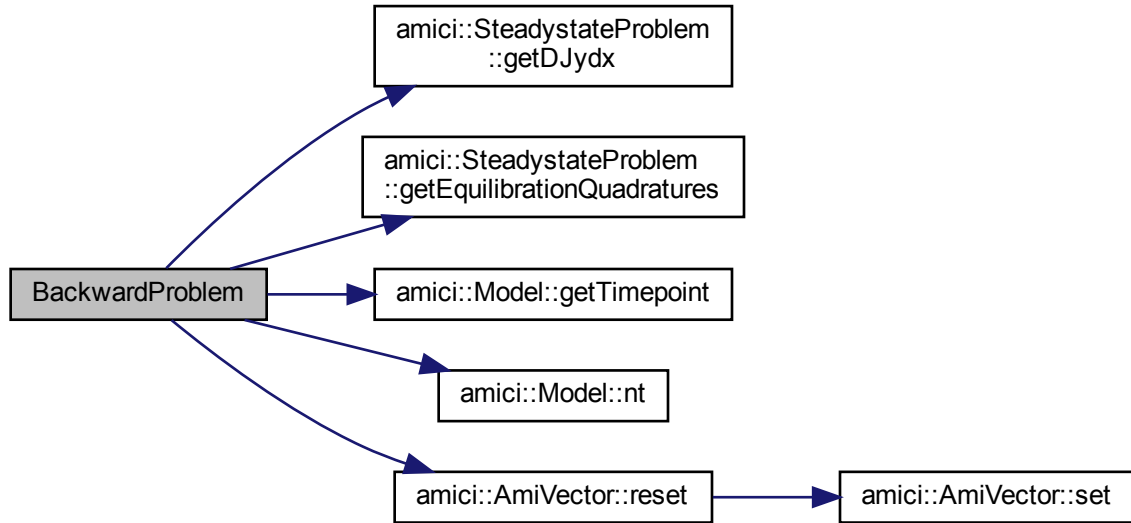 amici::SteadystateProblem
::getDJydx
amici::SteadystateProblem
::getEquilibrationQuadratures
BackwardProblem
amici::Model::getTimepoint
amici::Model::nt
amici::AmiVector::reset
amici::AmiVector::set